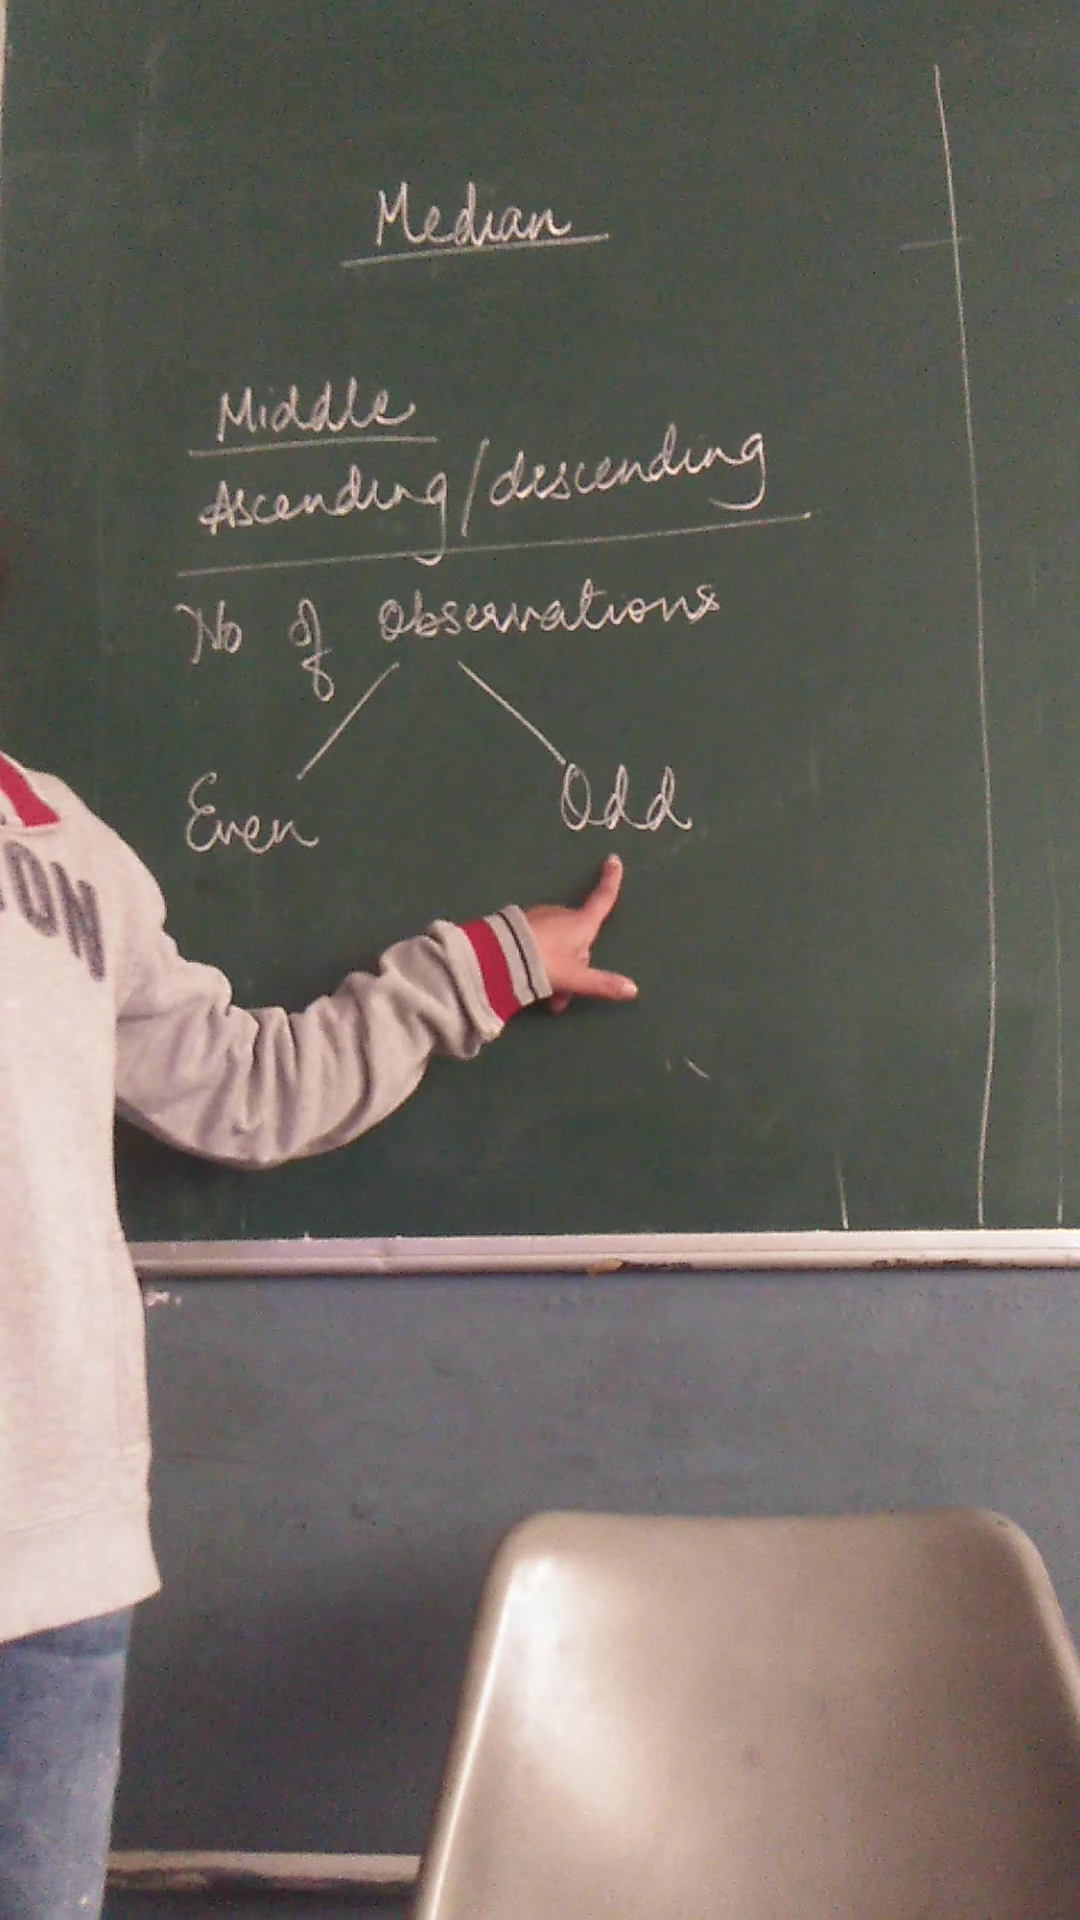 Median
Middle
Ascending/descending
No of Observations
Even
Odd